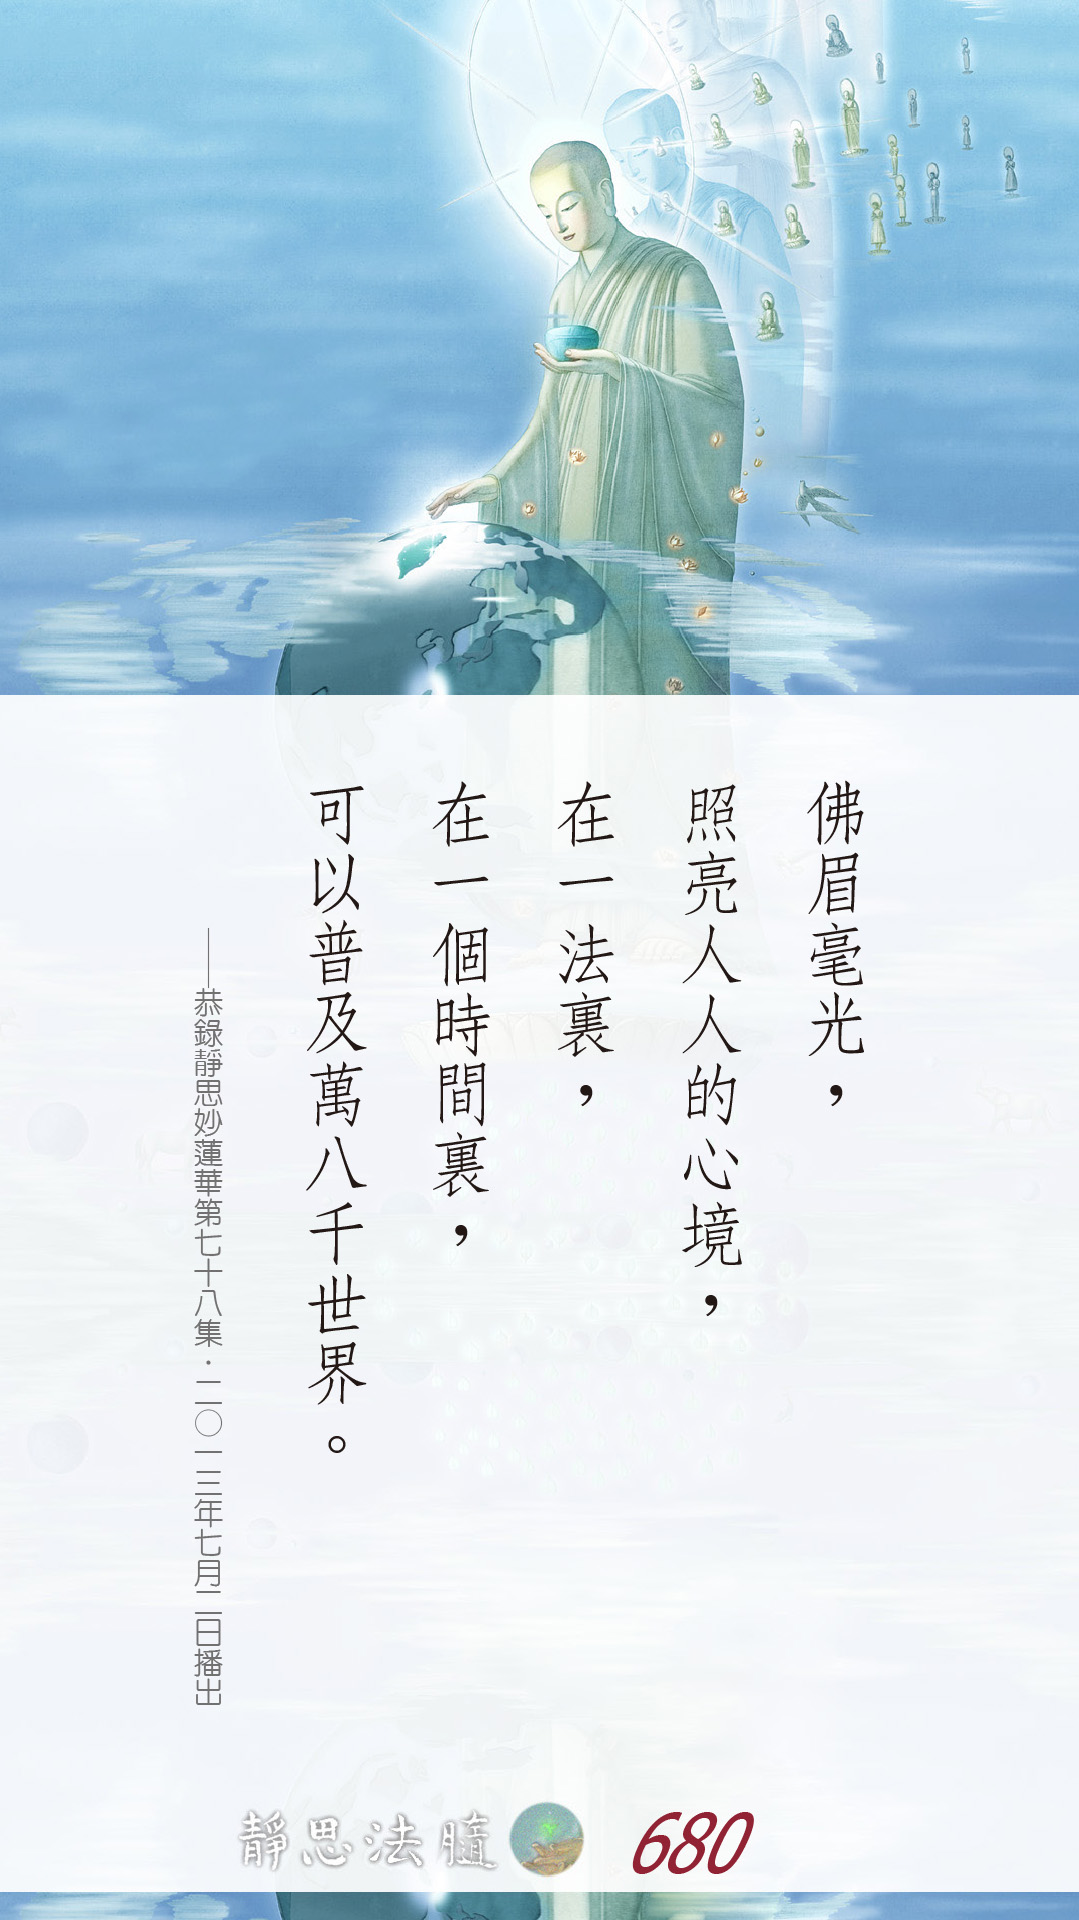 佛眉毫光，
照亮人人的心境，
在一法裏，
在一個時間裏，
可以普及萬八千世界。
──恭錄靜思妙蓮華第七十八集．二〇一三年七月二日播出
靜思法髓
680